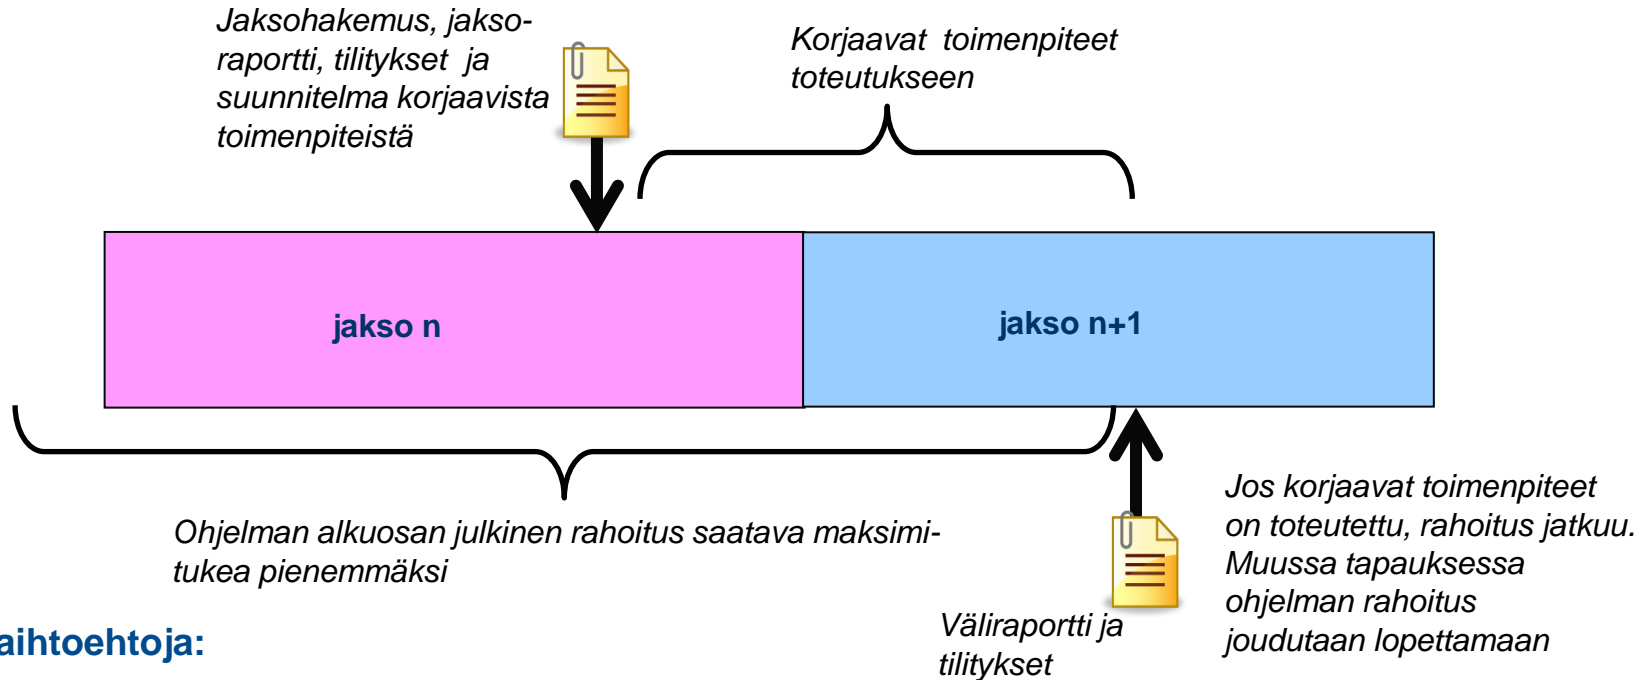 Jaksohakemus, jakso-
raportti, tilitykset ja
suunnitelma korjaavista
toimenpiteistä
Korjaavat toimenpiteet
toteutukseen
jakso n
jakso n+1
Ohjelman alkuosan julkinen rahoitus saatava maksimi-
tukea pienemmäksi
Jos korjaavat toimenpiteet
on toteutettu, rahoitus jatkuu.
Muussa tapauksessa
ohjelman rahoitus
joudutaan lopettamaan
Väliraportti ja
tilitykset
aihtoehtoja: